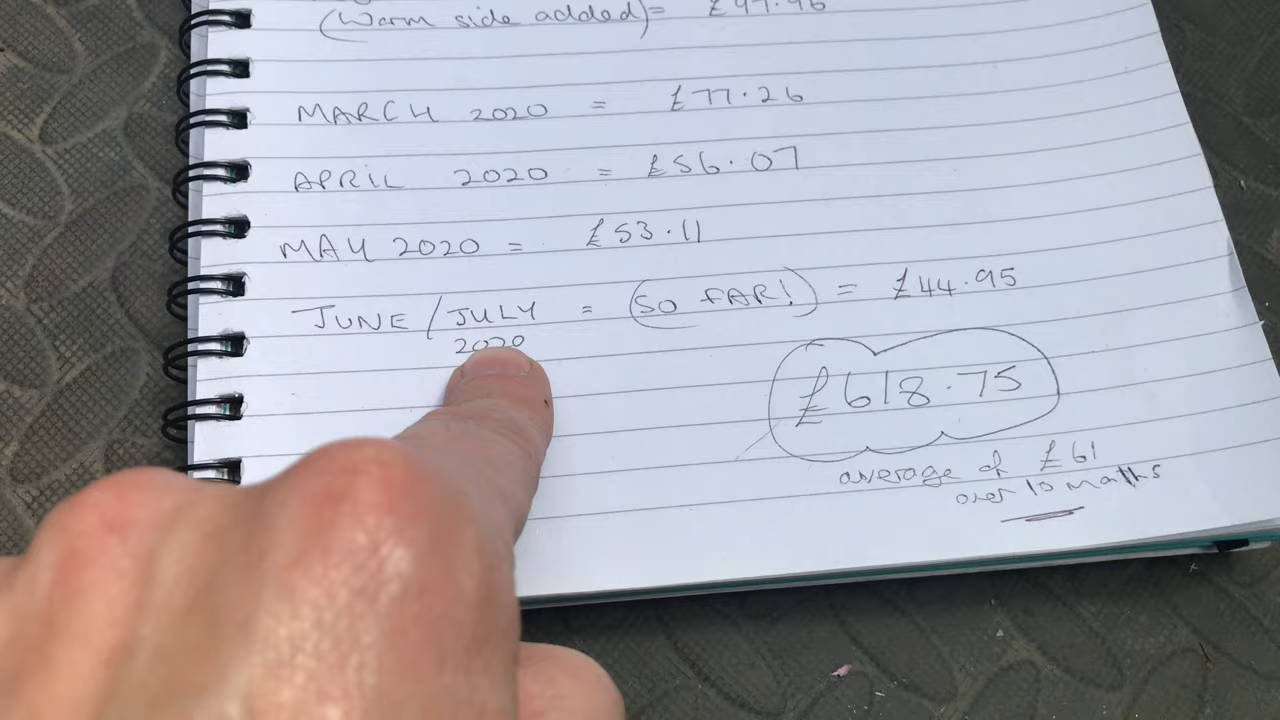 (Warm side added) =
MARCH 2020 = £77.26
APRIL 2020 = £56.07
MAY 2020 = £53.11
JUNE / JULY = (SO FAR!) = £44.95
2020
£618.75
average of £61
over 10 months